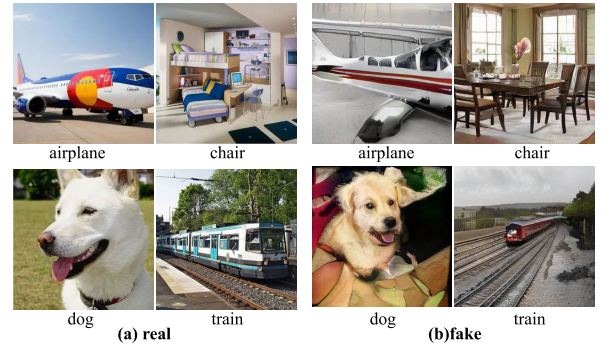 airplane
chair
airplane
chair
dog
train
dog
train
(a) real
(b)fake